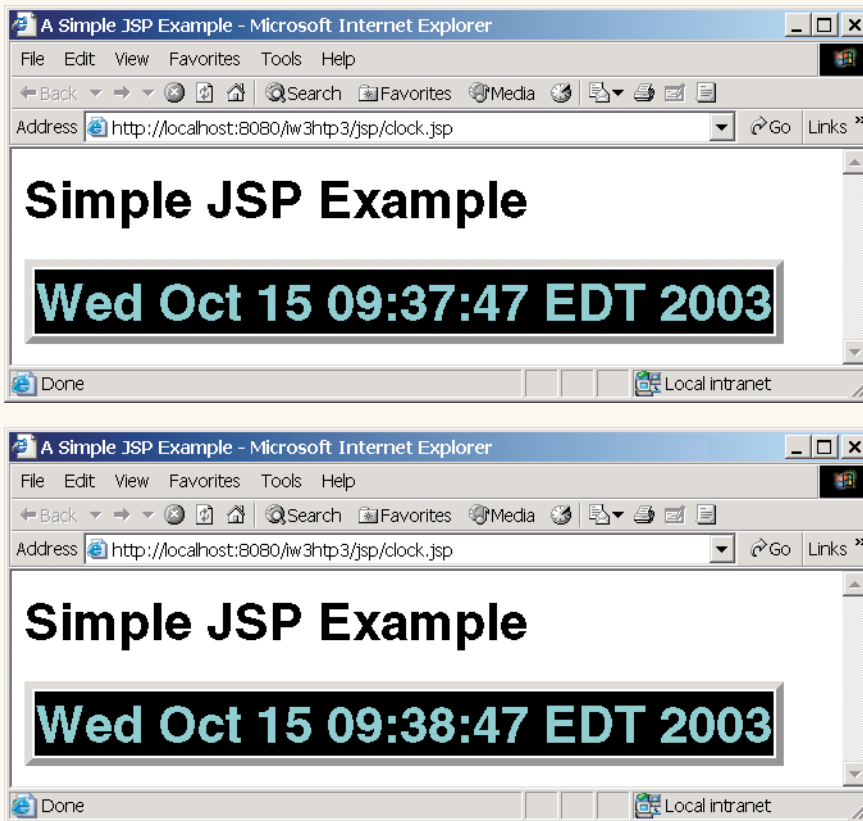 A Simple JSP Example - Microsoft Internet Explorer
File Edit View Favorites Tools Help
Back Search Favorites Media
Address http://localhost:8080/iw3htp3/jsp/clock.jsp Go Links »
Simple JSP Example
Wed Oct 15 09:37:47 EDT 2003
Done Local intranet
A Simple JSP Example - Microsoft Internet Explorer
File Edit View Favorites Tools Help
Back Search Favorites Media
Address http://localhost:8080/iw3htp3/jsp/clock.jsp Go Links »
Simple JSP Example
Wed Oct 15 09:38:47 EDT 2003
Done Local intranet